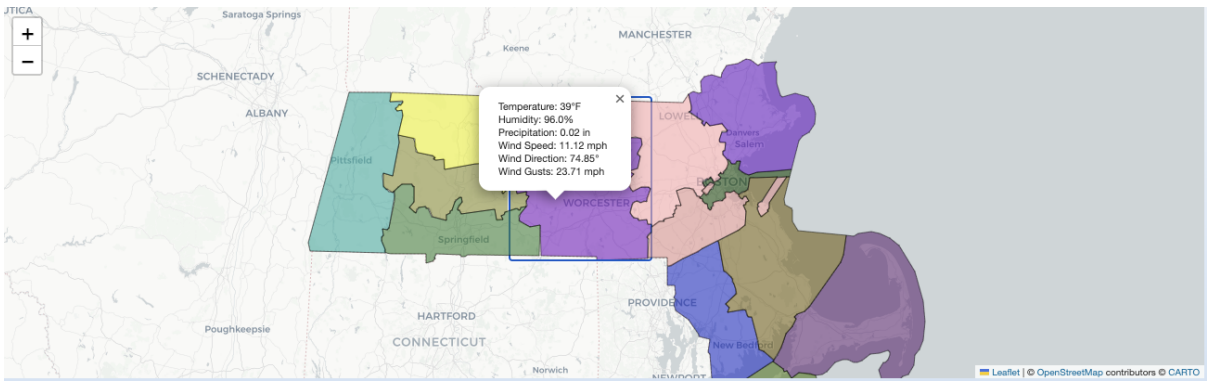 UTICA
Saratoga Springs
+
−
MANCHESTER
Keene
SCHENECTADY
ALBANY
×
Temperature: 39°F
Humidity: 96.0%
Precipitation: 0.02 in
Wind Speed: 11.12 mph
Wind Direction: 74.85°
Wind Gusts: 23.71 mph
LOWELL
Danvers
Salem
Pittsfield
BOSTON
WORCESTER
Springfield
PROVIDENCE
HARTFORD
Poughkeepsie
CONNECTICUT
New Bedford
Norwich
NEWPORT
Leaflet | © OpenStreetMap contributors © CARTO